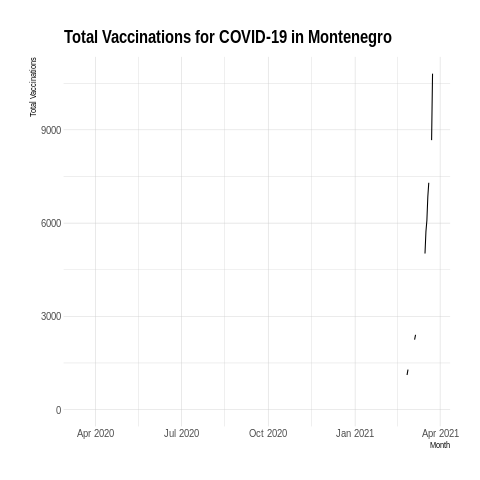 Total Vaccinations for COVID-19 in Montenegro
Total Vaccinations
9000
6000
3000
0
Apr 2020 Jul 2020 Oct 2020 Jan 2021 Apr 2021
Month